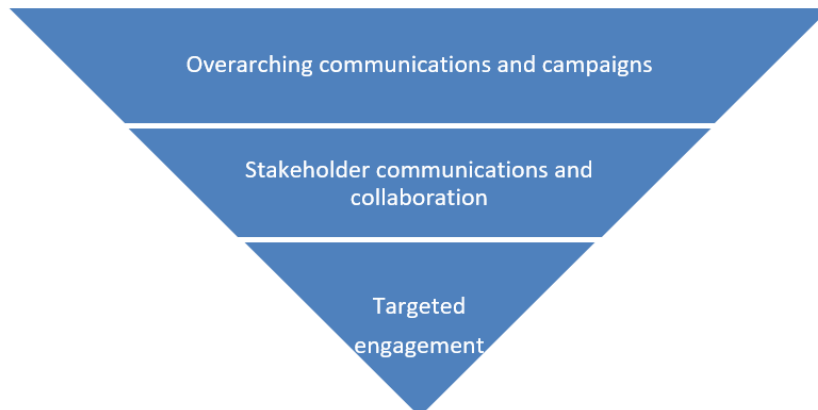 Overarching communications and campaigns
Stakeholder communications and
collaboration
Targeted
engagement